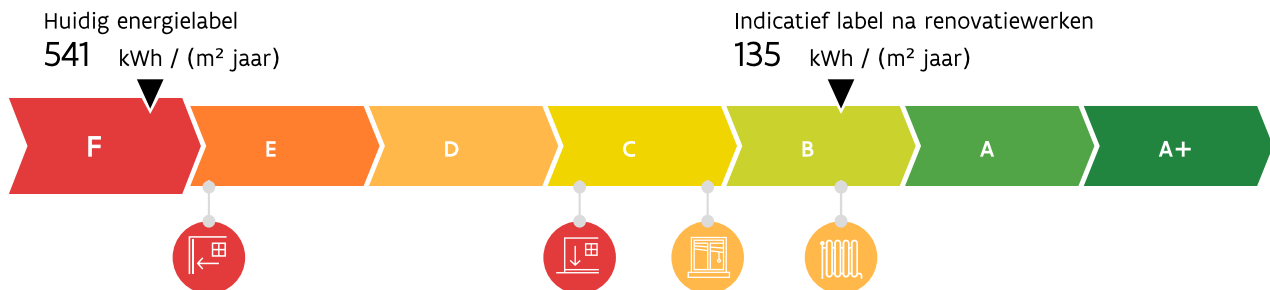 Huidig energielabel
541 kWh / (m² jaar)
Indicatief label na renovatiewerken
135 kWh / (m² jaar)
F E D C B A A+